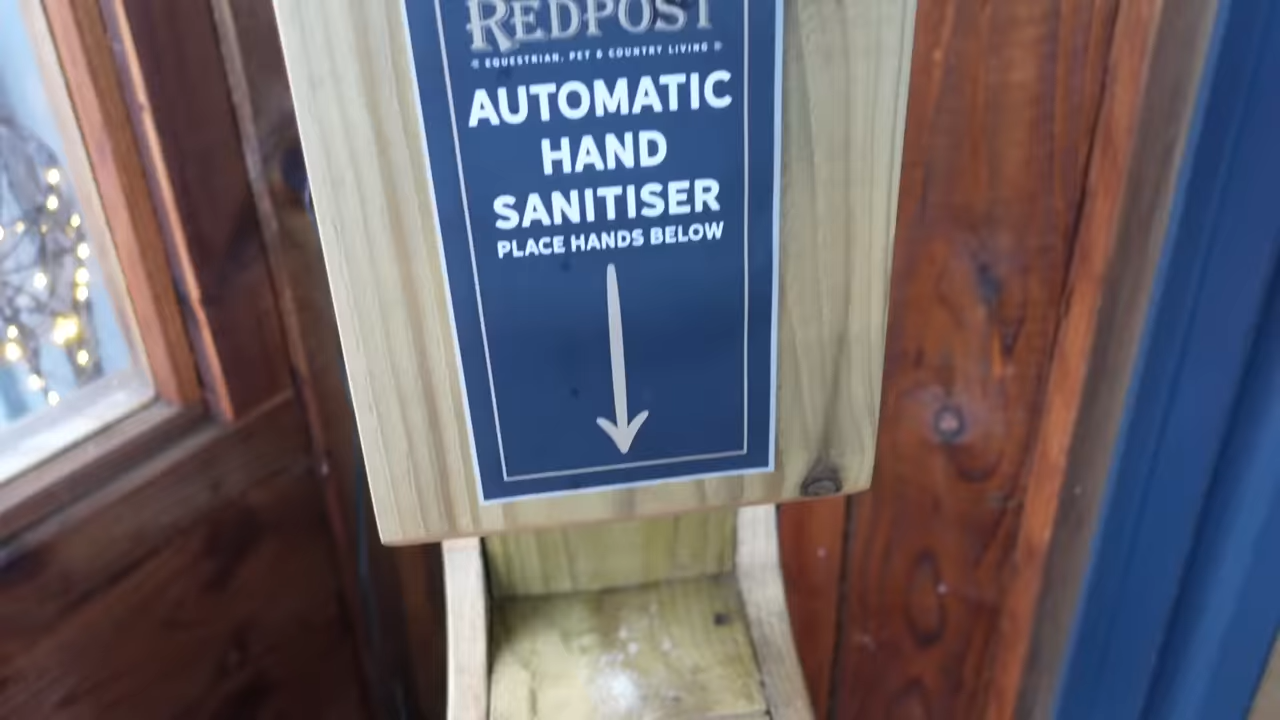 REDPOST
EQUESTRIAN, PET & COUNTRY LIVING
AUTOMATIC
HAND
SANITISER
PLACE HANDS BELOW